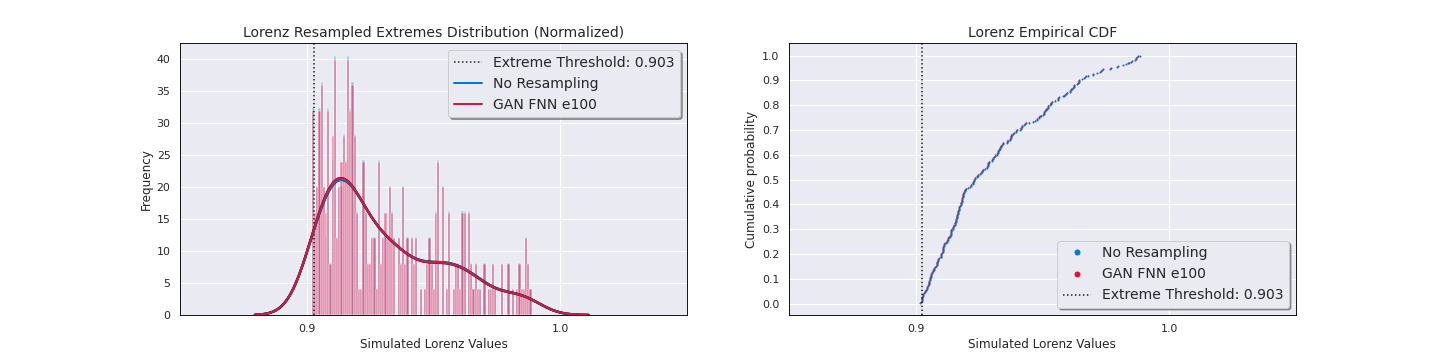 Lorenz Resampled Extremes Distribution (Normalized)
40
35
30
25
20
15
10
5
0
Frequency
0.9
1.0
Simulated Lorenz Values
Extreme Threshold: 0.903
No Resampling
GAN FNN e100
Lorenz Empirical CDF
1.0
0.9
0.8
0.7
0.6
0.5
0.4
0.3
0.2
0.1
0.0
Cumulative probability
0.9
1.0
Simulated Lorenz Values
No Resampling
GAN FNN e100
Extreme Threshold: 0.903